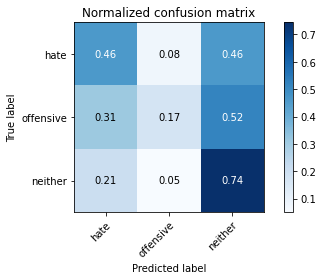 Normalized confusion matrix
True label
hate
0.46 0.08 0.46
offensive
0.31 0.17 0.52
neither
0.21 0.05 0.74
hate offensive neither
Predicted label
0.7
0.6
0.5
0.4
0.3
0.2
0.1